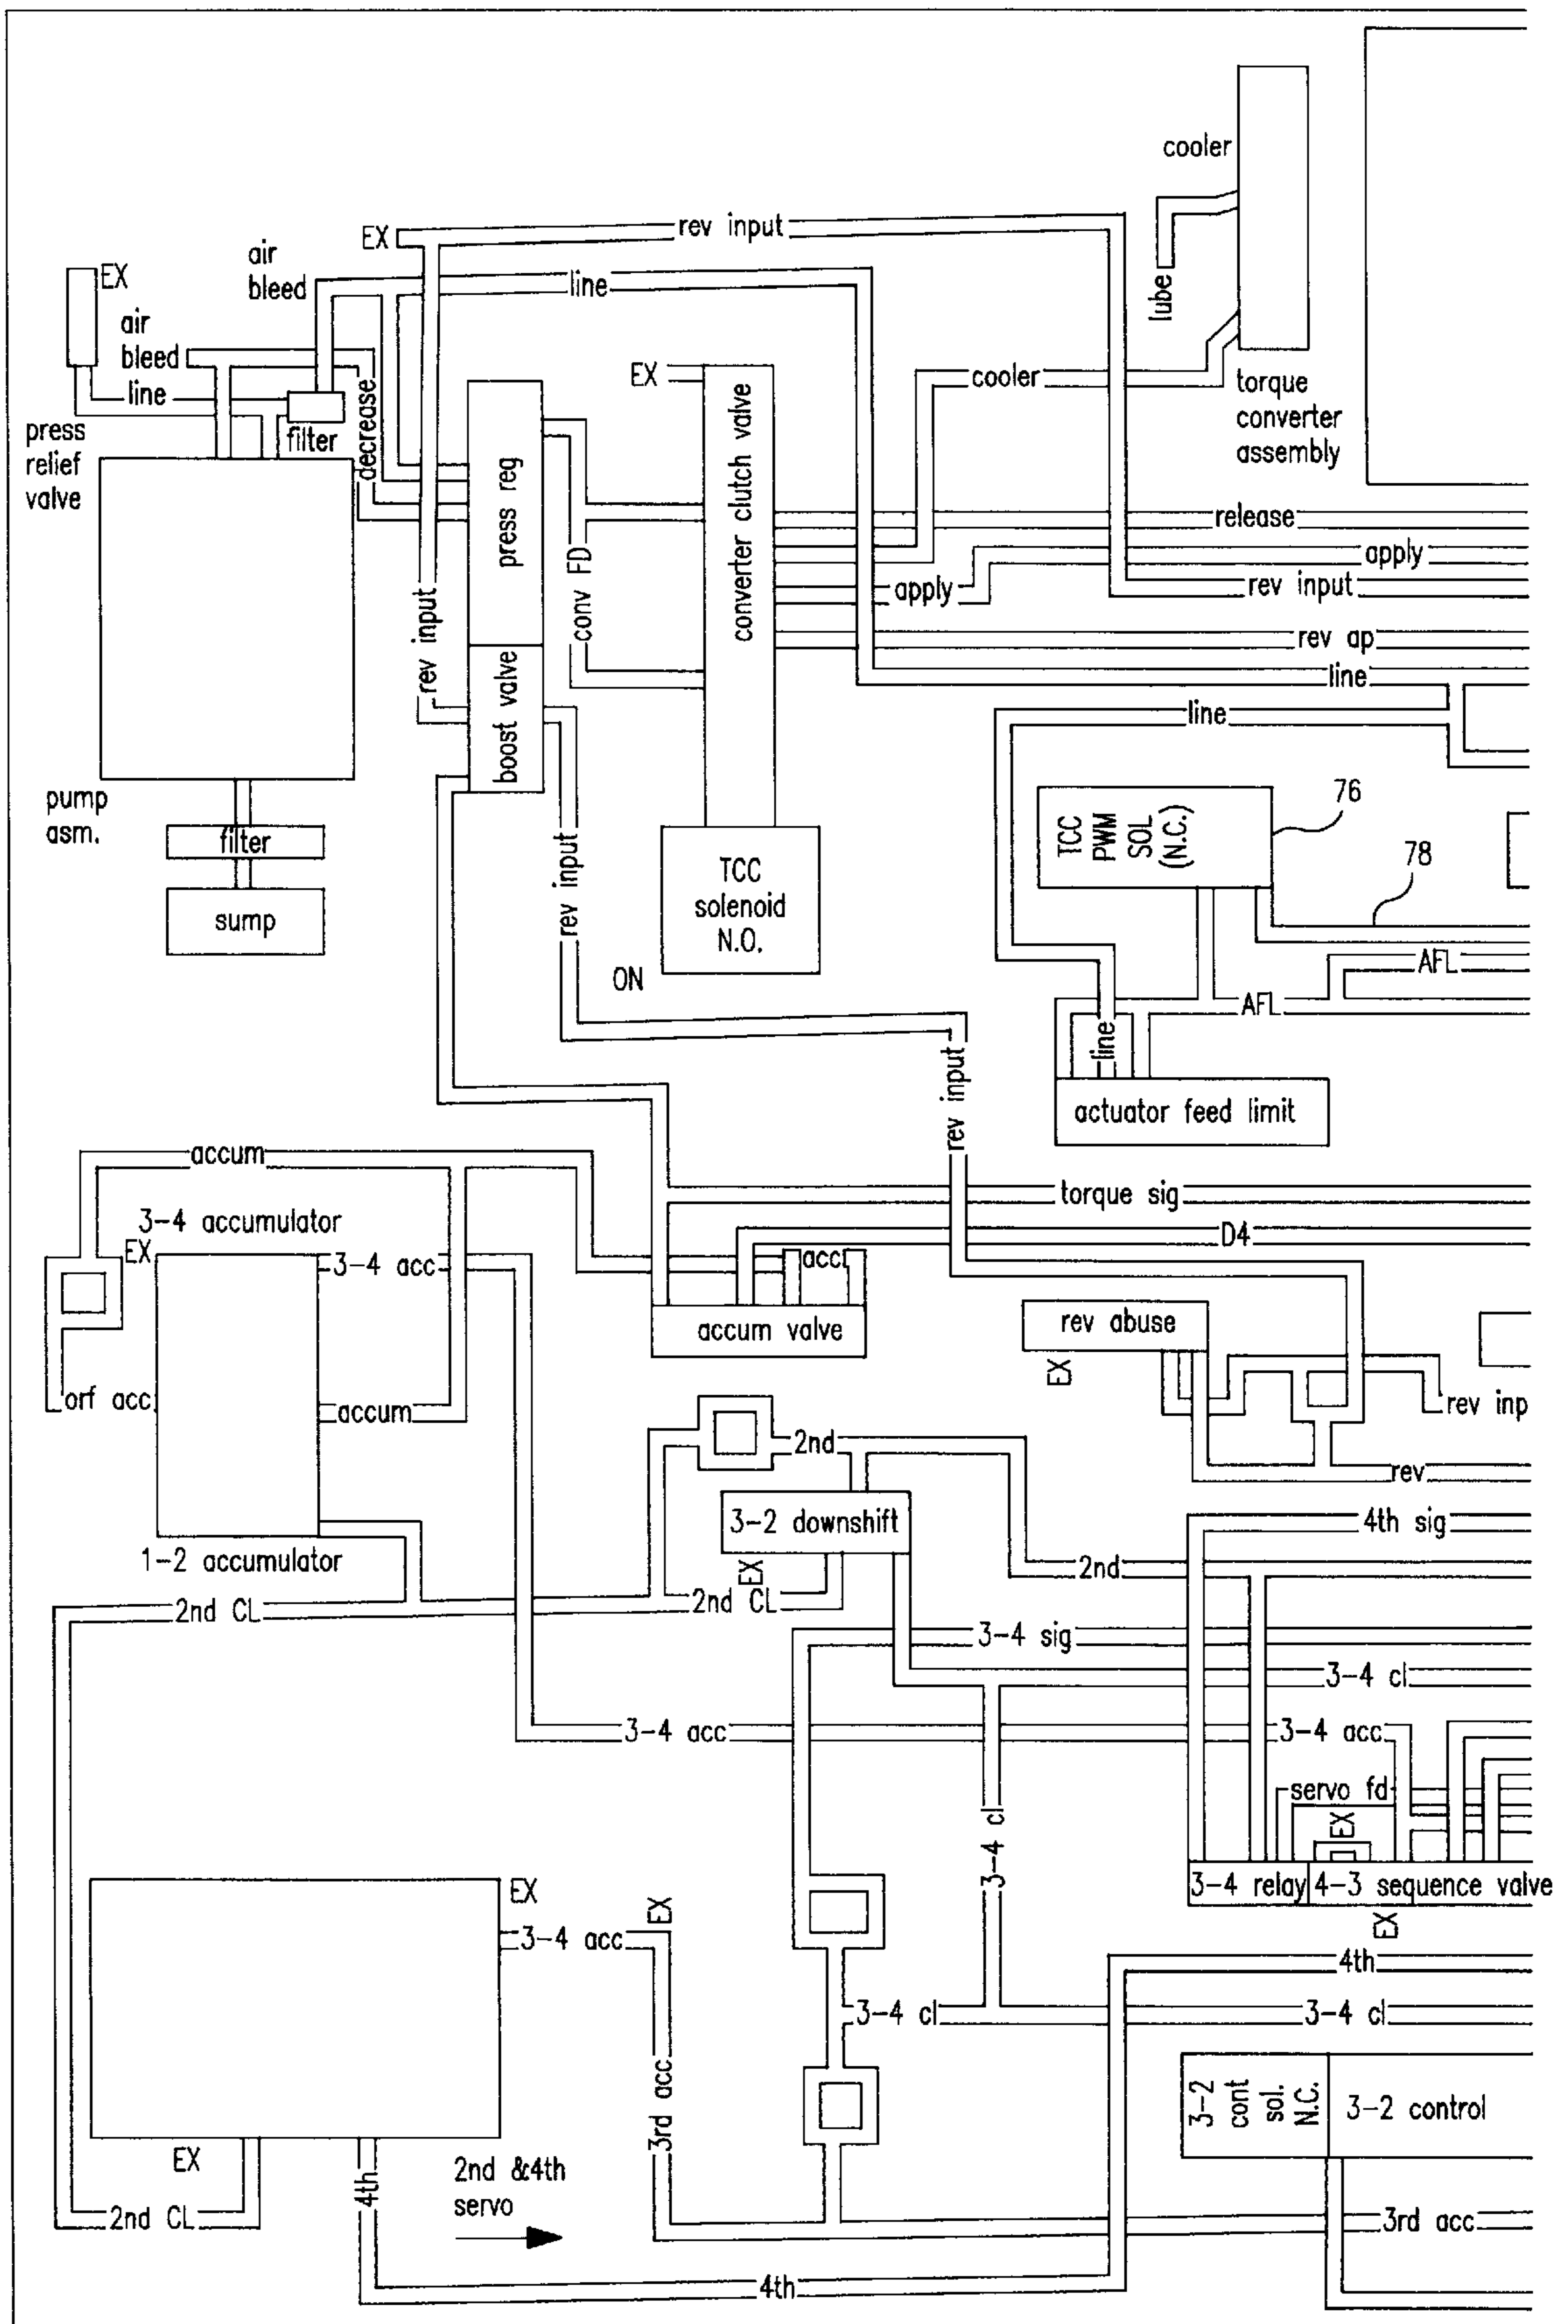 cooler
EX
rev input
air
bleed
line
lube
EX
air
bleed
line
decrease
filter
press
relief
valve
EX
cooler
torque
converter
assembly
press reg
converter clutch valve
conv FD
rev input
boost valve
release
apply
apply
rev input
rev ap
line
line
pump
asm.
filter
sump
rev input
TCC
solenoid
N.O.
ON
TCC
PWM
SOL
(N.C.)
76
78
AFL
AFL
line
rev input
actuator feed limit
accum
torque sig
3-4 accumulator
EX
3-4 acc
D4
acc
accum valve
rev abuse
EX
orf acc
accum
rev inp
2nd
rev
3-2 downshift
4th sig
1-2 accumulator
EX
2nd
2nd CL
2nd CL
3-4 sig
3-4 cl
3-4 acc
3-4 acc
servo fd
3-4 cl
EX
3-4 relay
4-3 sequence valve
EX
EX
EX
3-4 acc
4th
3-4 cl
3-4 cl
3rd acc
3-2
cont
sol.
N.C.
3-2 control
EX
4th
2nd &4th
servo
2nd CL
3rd acc
4th